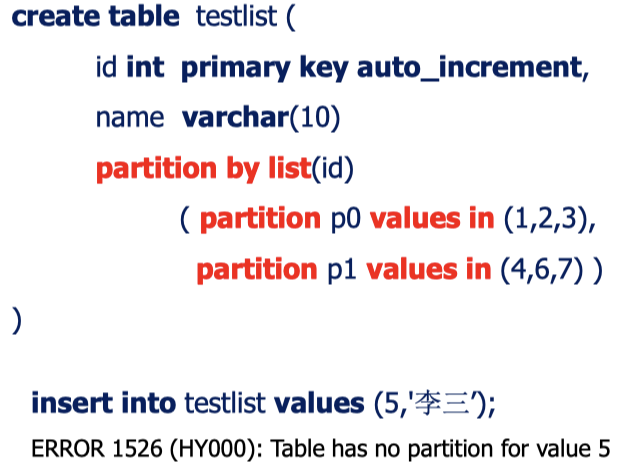 create table testlist (
id int primary key auto_increment,
name varchar(10)
partition by list(id)
( partition p0 values in (1,2,3),
partition p1 values in (4,6,7) )
)
insert into testlist values (5,'李三’);
ERROR 1526 (HY000): Table has no partition for value 5